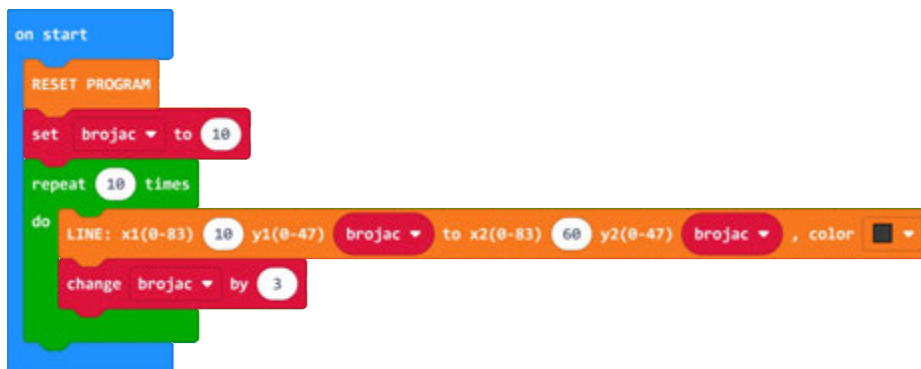 on start
RESET PROGRAM
set brojac to 10
repeat 10 times
do
LINE: x1(0-83) 10 y1(0-47) brojac to x2(0-83) 60 y2(0-47) brojac , color
change brojac by 3